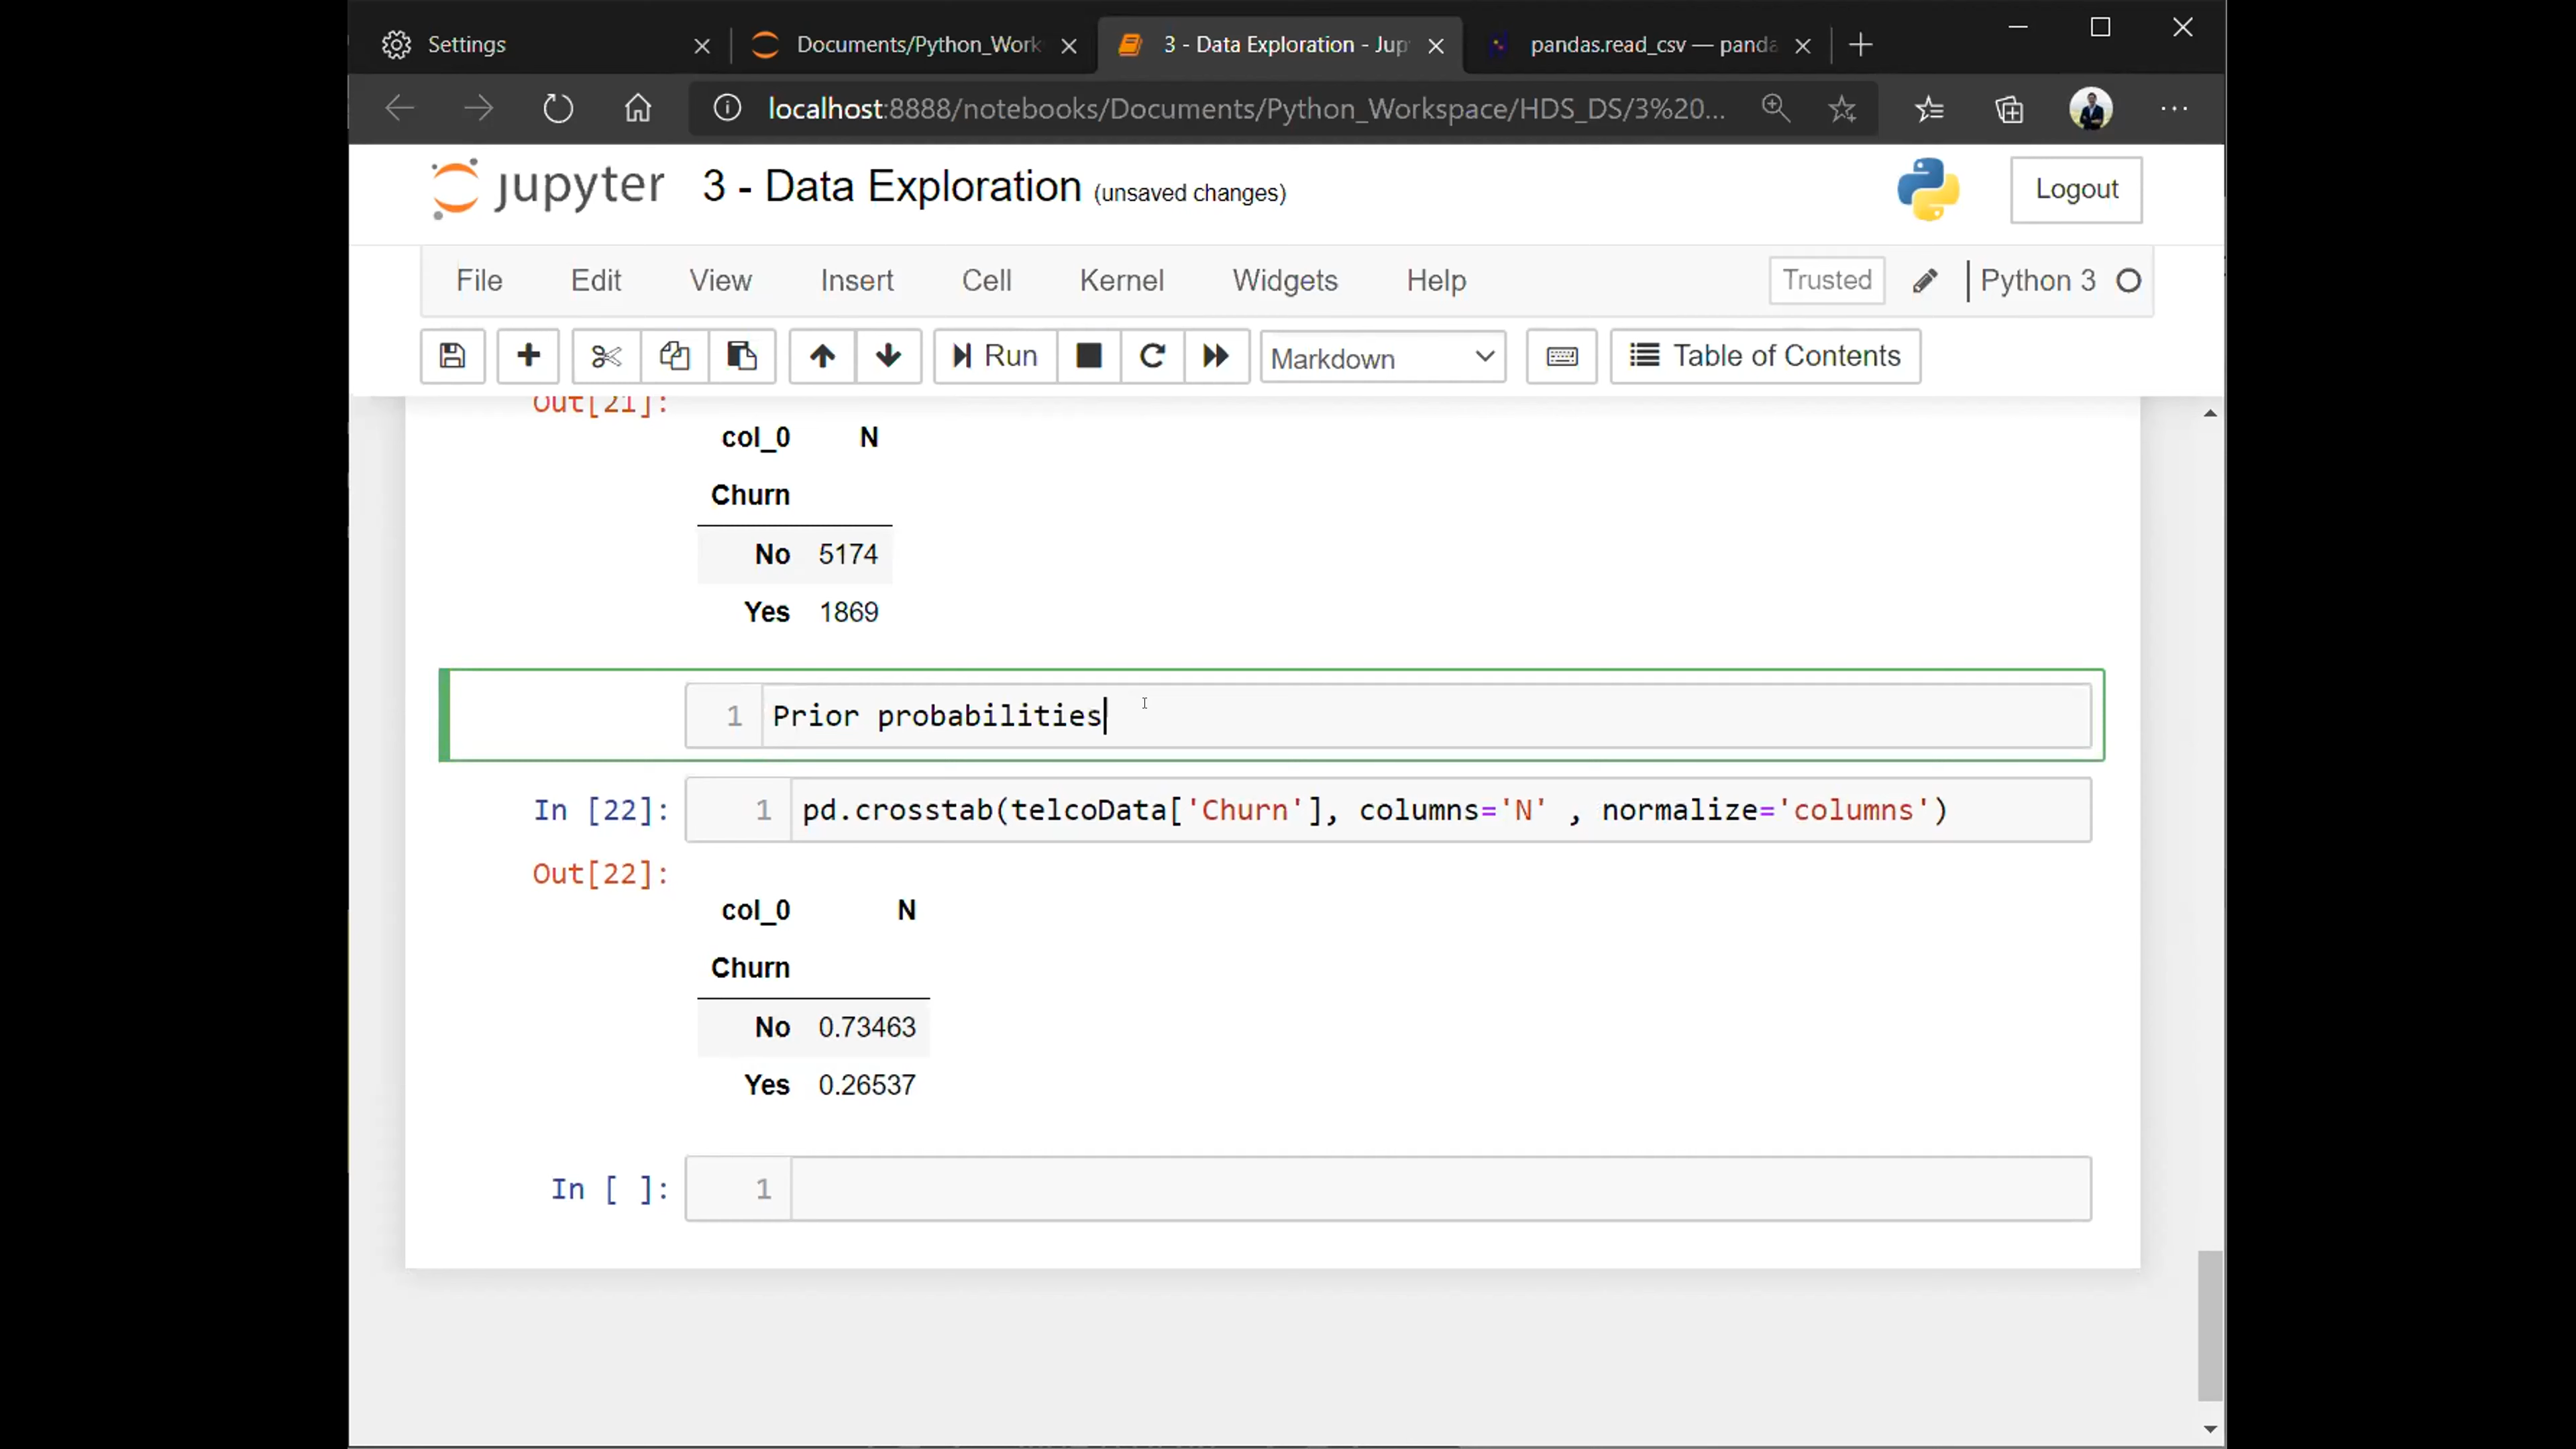 Settings
Documents/Python_Work
3 - Data Exploration - Jup
pandas.read_csv — panda
localhost:8888/notebooks/Documents/Python_Workspace/HDS_DS/3%20...
jupyter 3 - Data Exploration (unsaved changes)
Logout
File Edit View Insert Cell Kernel Widgets Help
Trusted
Python 3
Run
Markdown
Table of Contents
Out[21]:
col_0 N
Churn
No 5174
Yes 1869
1 Prior probabilities
In [22]: 1 pd.crosstab(telcoData['Churn'], columns='N' , normalize='columns')
Out[22]:
col_0 N
Churn
No 0.73463
Yes 0.26537
In [ ]: 1